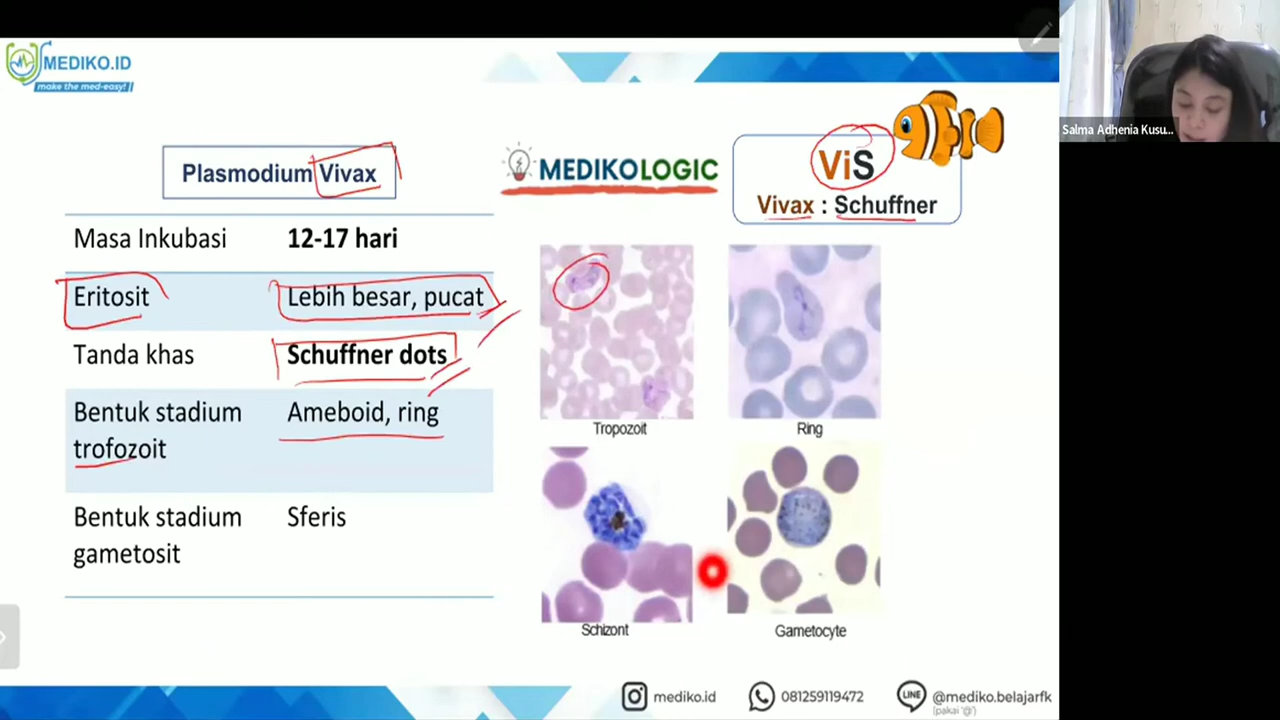 MEDIKO.ID
make the med-easy!
Salma Adhenia Kusu...
Plasmodium Vivax
MEDIKOLOGIC
ViS
Vivax : Schuffner
Masa Inkubasi 12-17 hari
Eritosit Lebih besar, pucat
Tanda khas Schuffner dots
Bentuk stadium Ameboid, ring
trofozoit
Bentuk stadium Sferis
gametosit
Tropozoit
Ring
Schizont
Gametocyte
mediko.id
081259119472
LINE
@mediko.belajarfk
(pakai '@')